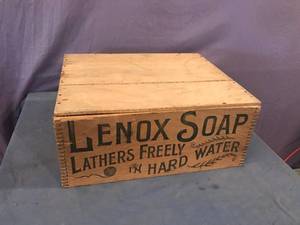 LENOX SOAP
LATHERS FREELY
IN HARD WATER